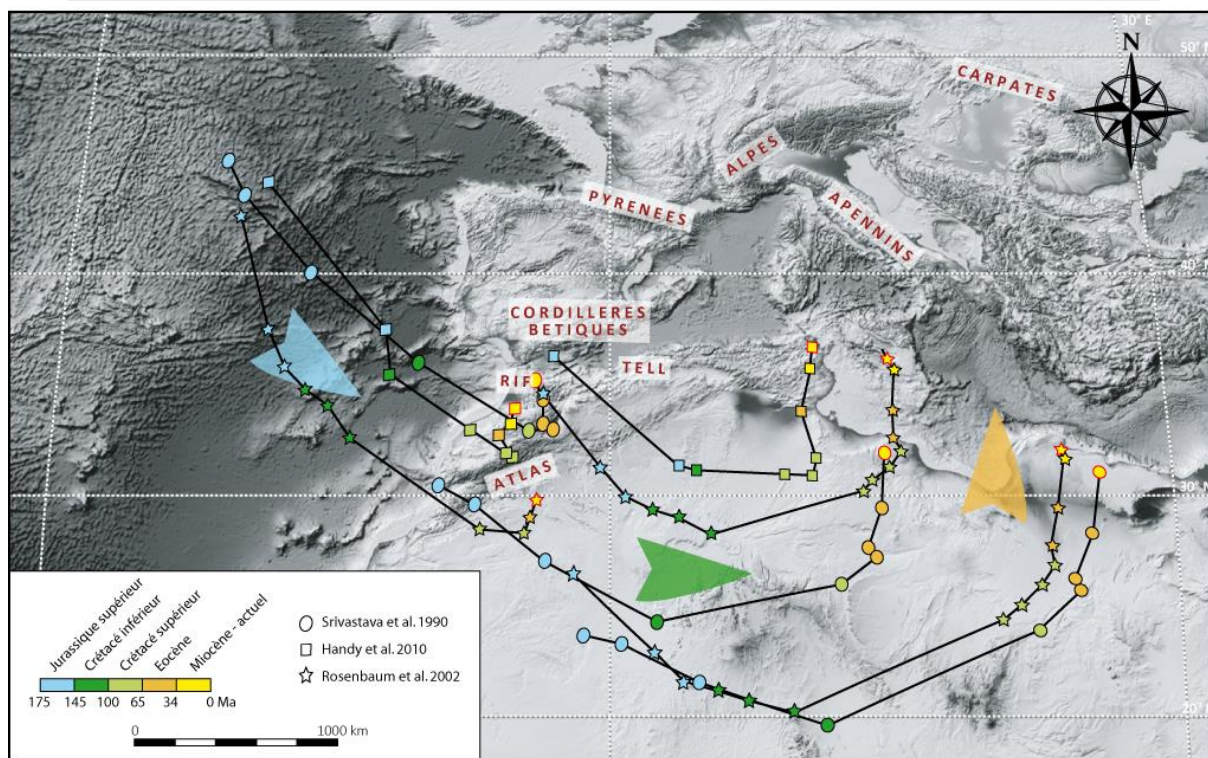 30° E
50° N
N
CARPATES
ALPES
PYRENEES
APENNINS
40° N
CORDILLERES
BETIQUES
TELL
RIF
ATLAS
30° N
Jurassique supérieur
Crétacé inférieur
Crétacé supérieur
Eocène
Miocène - actuel
175 145 100 65 34 0 Ma
Srivastava et al. 1990
Handy et al. 2010
Rosenbaum et al. 2002
0 1000 km
20° N